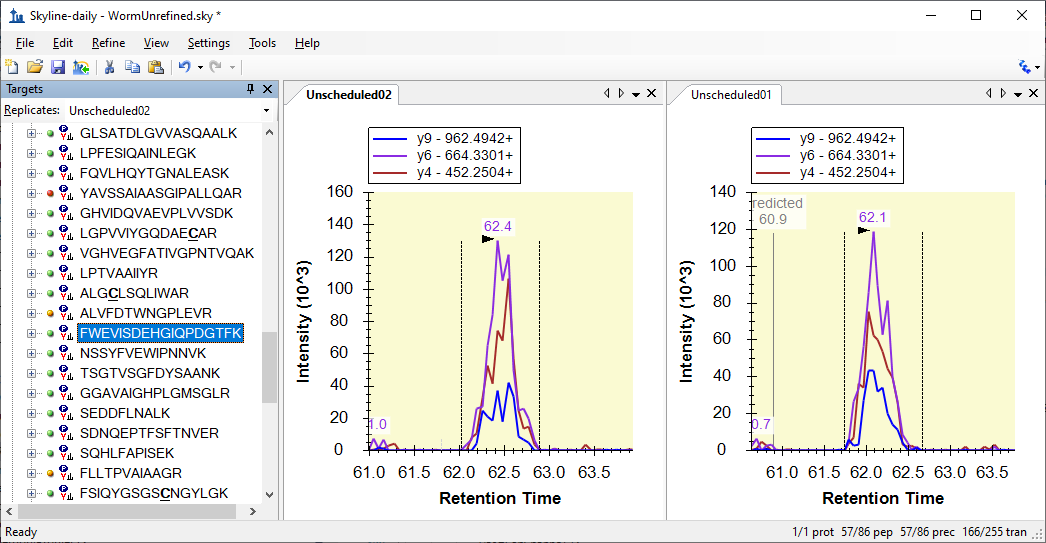 Skyline-daily - WormUnrefined.sky *
File Edit Refine View Settings Tools Help
Targets
Replicates: Unscheduled02
GLSATDLGVVASQAALK
LPFESIQAINLEGK
FQVLHQYTGNALEASK
YAVSSAIAASGIPALLQAR
GHVIDQVAEVPLVVSDK
LGPVVIYGQDAECAR
VGHVEGFATIVGPNTVQAK
LPTVAAIIYR
ALGCLSQLIWAR
ALVFDTWNGPLEVR
FWEVISDEHGIQPDGTFK
NSSYFVEWIPNNVK
TSGTVSGFDYSAANK
GGAVAIGHPLGMSGLR
SEDDFLNALK
SDNQEPTFSFTNVER
SQHLFAPISEK
FLLTPVAIAAGR
FSIQYGSGSCNGYLGK
Unscheduled02
y9 - 962.4942+
y6 - 664.3301+
y4 - 452.2504+
160
140
120
100
80
60
40
20
0
Intensity (10^3)
62.4
1.0
61.0 61.5 62.0 62.5 63.0 63.5
Retention Time
Unscheduled01
y9 - 962.4942+
y6 - 664.3301+
y4 - 452.2504+
140
120
100
80
60
40
20
0
Intensity (10^3)
redicted
60.9
62.1
0.7
61.0 61.5 62.0 62.5 63.0 63.5
Retention Time
Ready
1/1 prot 57/86 pep 57/86 prec 166/255 tran